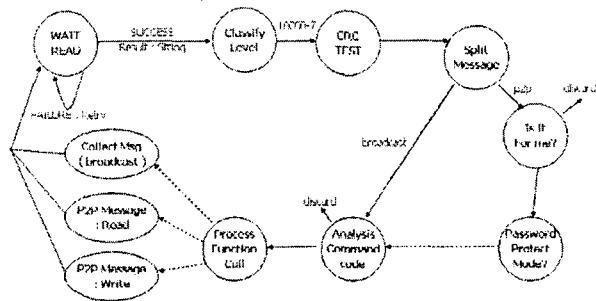 WATT
READ
SUCCESS
Result : String
Classify
Level
CRC
TEST
Split
Message
p2p
discard
Is It
For me?
FAILURE : Retry
Collect Msg
( broadcast )
broadcast
discard
P2P Message
: Read
Process
Function
Call
Analysis
Command
code
Password
Protect
Mode?
P2P Message
: Write